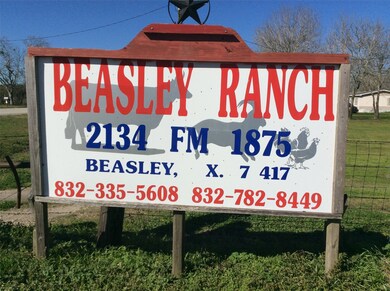 BEASLEY RANCH
2134 FM 1875
BEASLEY, X. 7 417
832-335-5608 832-782-8449